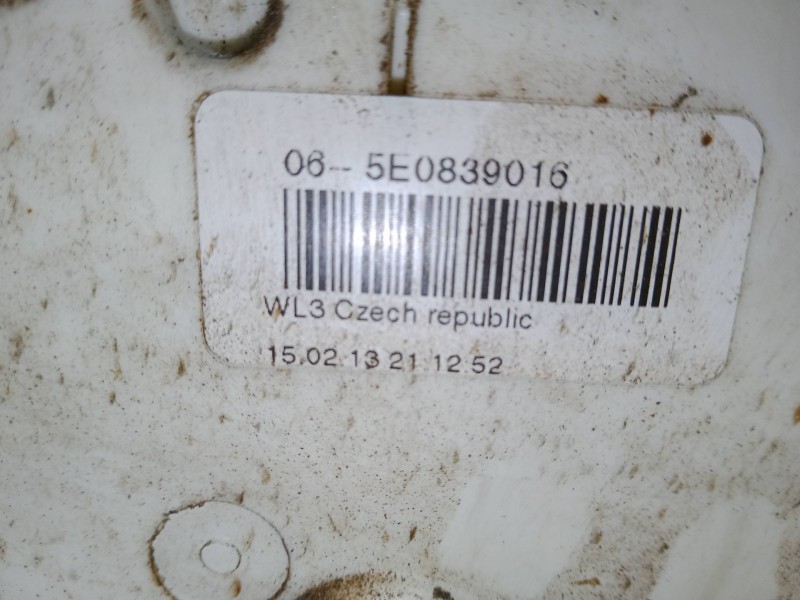 06-- 5E0839016
WL3 Czech republic
15.02.13 21.12.52